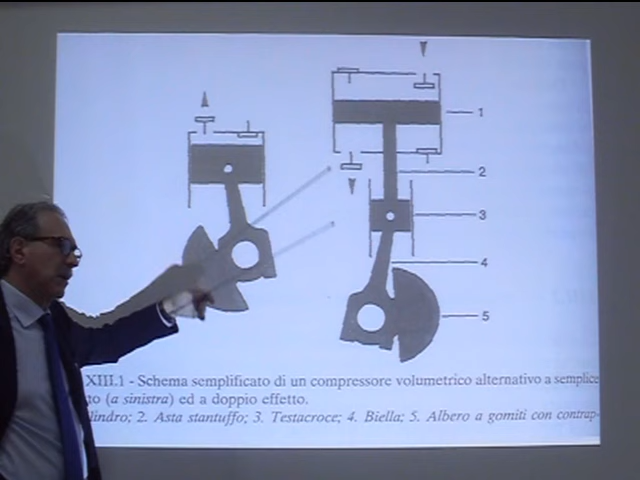 1
2
3
4
5
XIII.1 - Schema semplificato di un compressore volumetrico alternativo a semplice
(a sinistra) ed a doppio effetto.
2. Asta stantuffo; 3. Testacroce; 4. Biella; 5. Albero a gomiti con contrap-